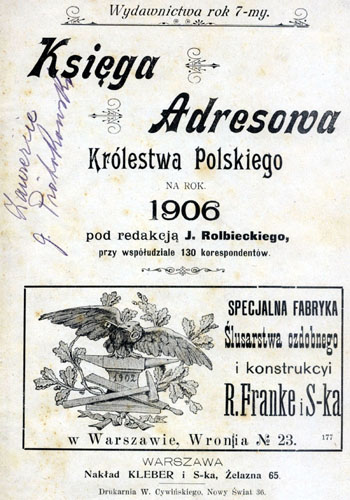 Wydawnictwa rok 7-my.
Księga
Adresowa
Królestwa Polskiego
NA ROK.
1906
pod redakcją J. Rolbieckiego,
przy współudziale 130 korespondentów.
1902
SPECJALNA FABRYKA
Ślusarstwa ozdobnego
i konstrukcyi
R. Franke i S-ka
w Warszawie, Wronia № 23.
177
WARSZAWA
Nakład KLEBER i S-ka, Żelazna 65.
Drukarnia W. Cywińskiego, Nowy Świat 36.